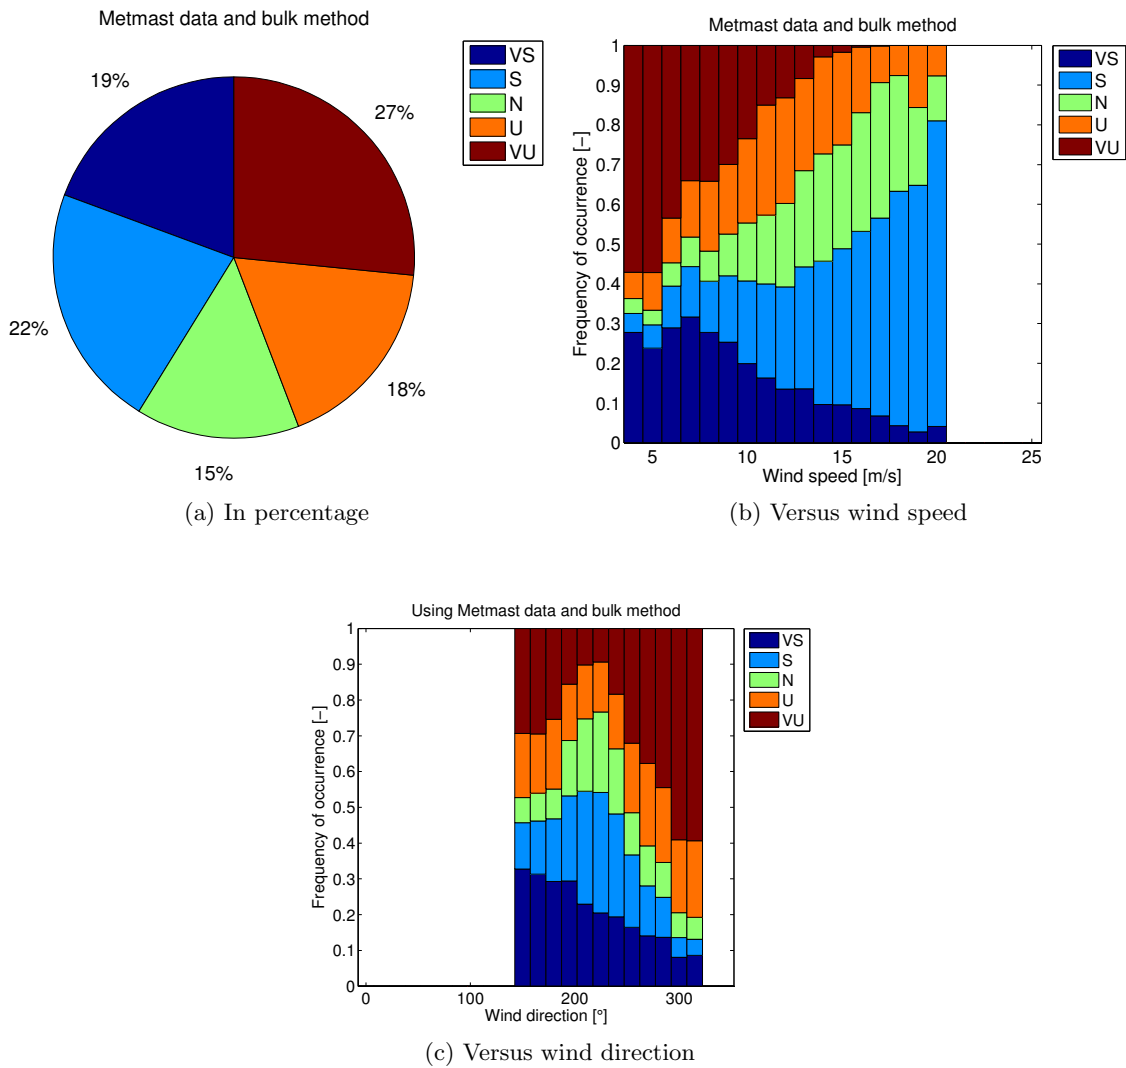 Metmast data and bulk method
19%
27%
22%
18%
15%
VS
S
N
U
VU
(a) In percentage
Metmast data and bulk method
1
0.9
0.8
0.7
0.6
0.5
0.4
0.3
0.2
0.1
0
Frequency of occurrence [−]
5 10 15 20 25
Wind speed [m/s]
VS
S
N
U
VU
(b) Versus wind speed
Using Metmast data and bulk method
1
0.9
0.8
0.7
0.6
0.5
0.4
0.3
0.2
0.1
0
Frequency of occurrence [−]
0 100 200 300
Wind direction [°]
VS
S
N
U
VU
(c) Versus wind direction